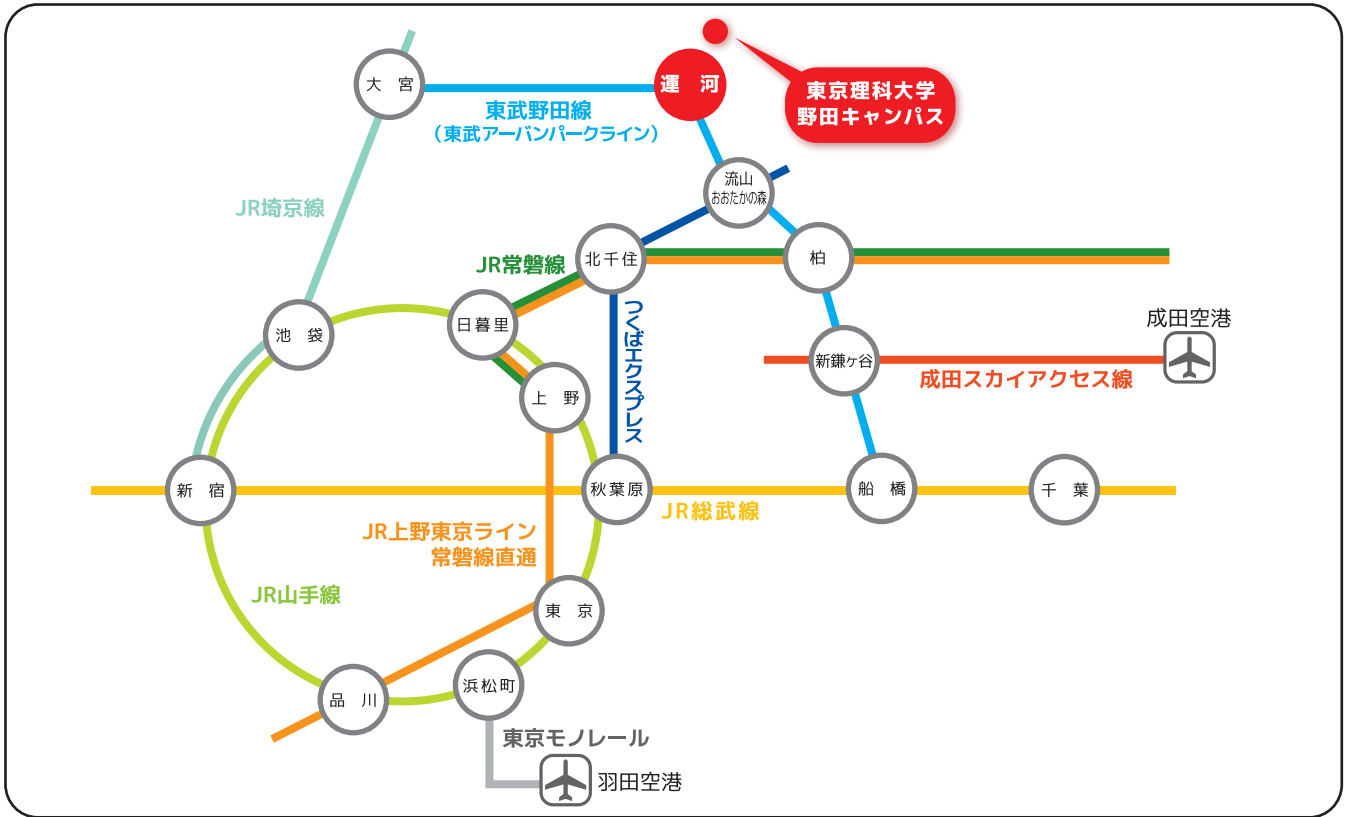 大宮
運河
東京理科大学
野田キャンパス
東武野田線
（東武アーバンパークライン）
流山
おおたかの森
JR埼京線
北千住
柏
JR常磐線
日暮里
池袋
つくばエクスプレス
成田空港
新鎌ヶ谷
成田スカイアクセス線
上野
新宿
秋葉原
船橋
千葉
JR総武線
JR上野東京ライン
常磐線直通
JR山手線
東京
品川
浜松町
東京モノレール
羽田空港